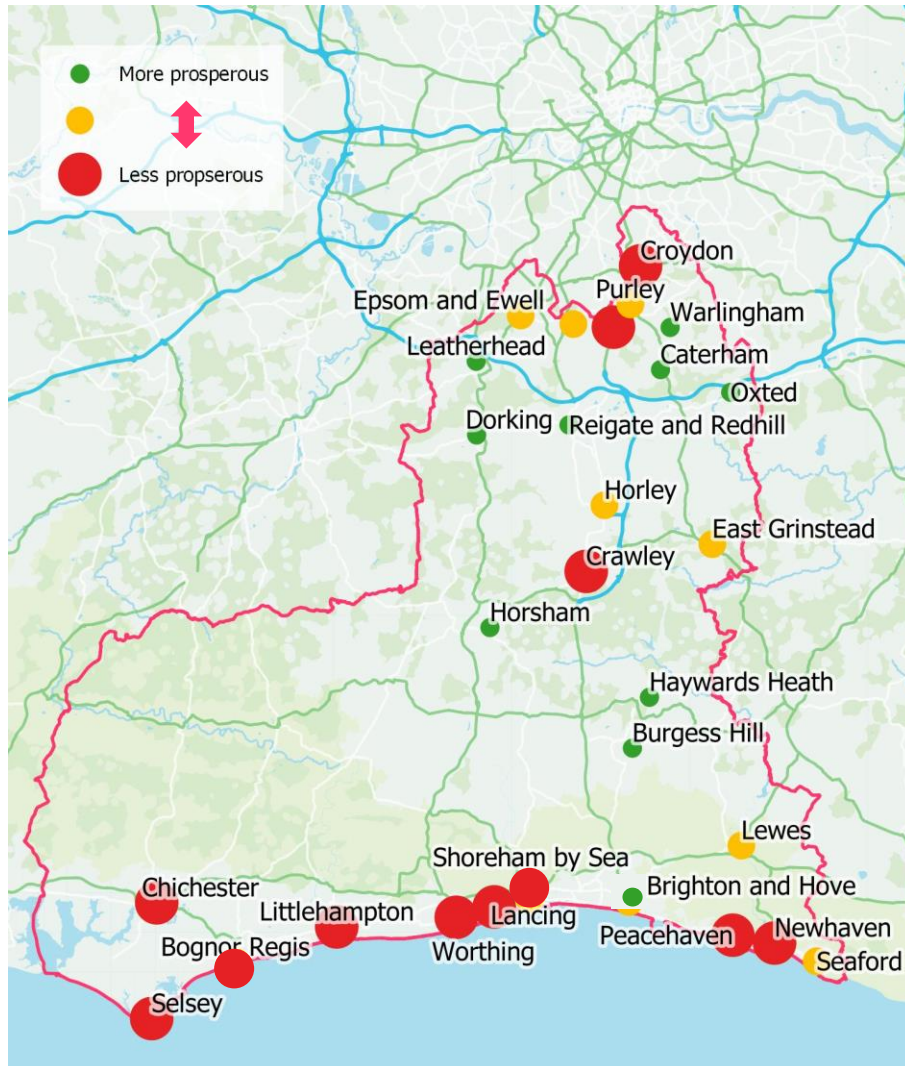 More prosperous
Less propserous
Croydon
Purley
Epsom and Ewell
Warlingham
Leatherhead
Caterham
Oxted
Dorking
Reigate and Redhill
Horley
East Grinstead
Crawley
Horsham
Haywards Heath
Burgess Hill
Lewes
Shoreham by Sea
Chichester
Brighton and Hove
Littlehampton
Lancing
Peacehaven
Newhaven
Bognor Regis
Worthing
Seaford
Selsey